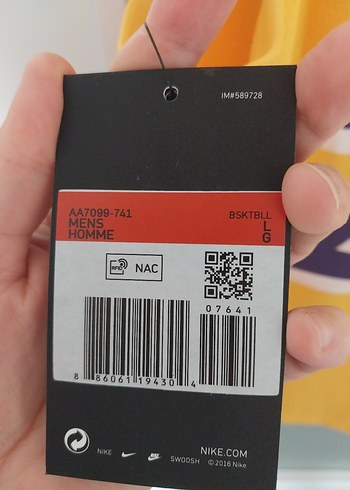 IM#589728
AA7099-741 BSKTBLL
MENS L
HOMME G
RFID NAC
07641
8 86061 19430 4
NIKE SWOOSH NIKE.COM
©2016 Nike